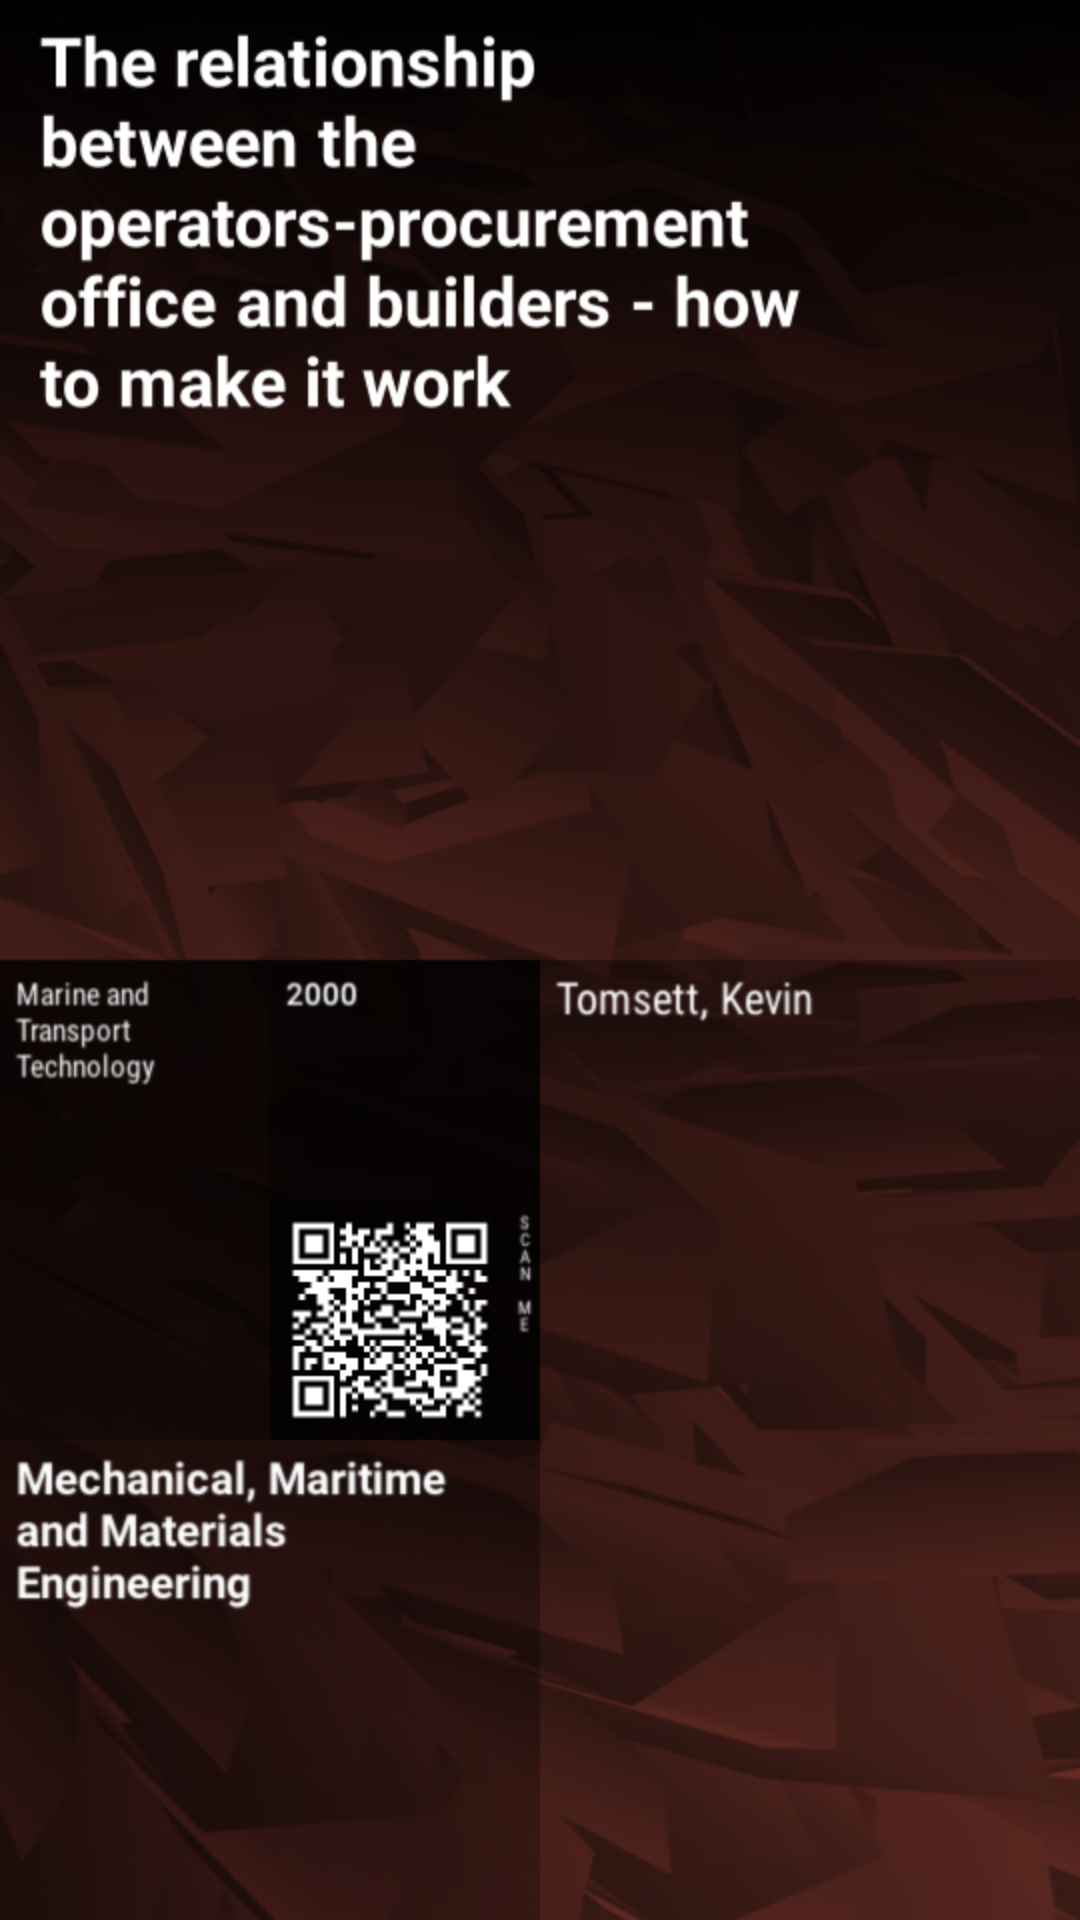 The relationship
between the
operators-procurement
office and builders - how
to make it work
Marine and
Transport
Technology
2000
Tomsett, Kevin
SCAN ME
Mechanical, Maritime
and Materials
Engineering